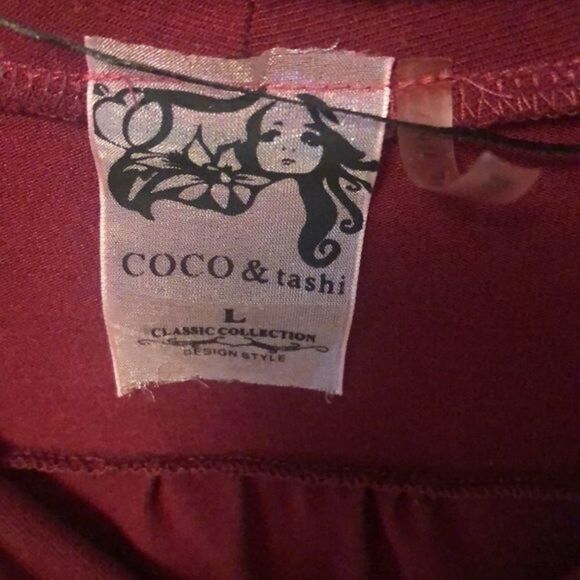 COCO & tashi
L
CLASSIC COLLECTION
DESIGN STYLE